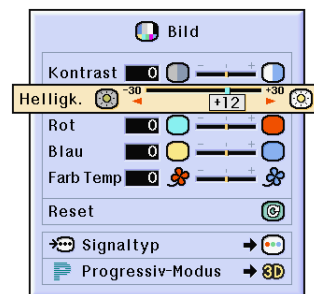 Bild
Kontrast 0
Helligk. -30 +12 +30
Rot 0
Blau 0
Farb Temp 0
Reset
Signaltyp
Progressiv-Modus 3D